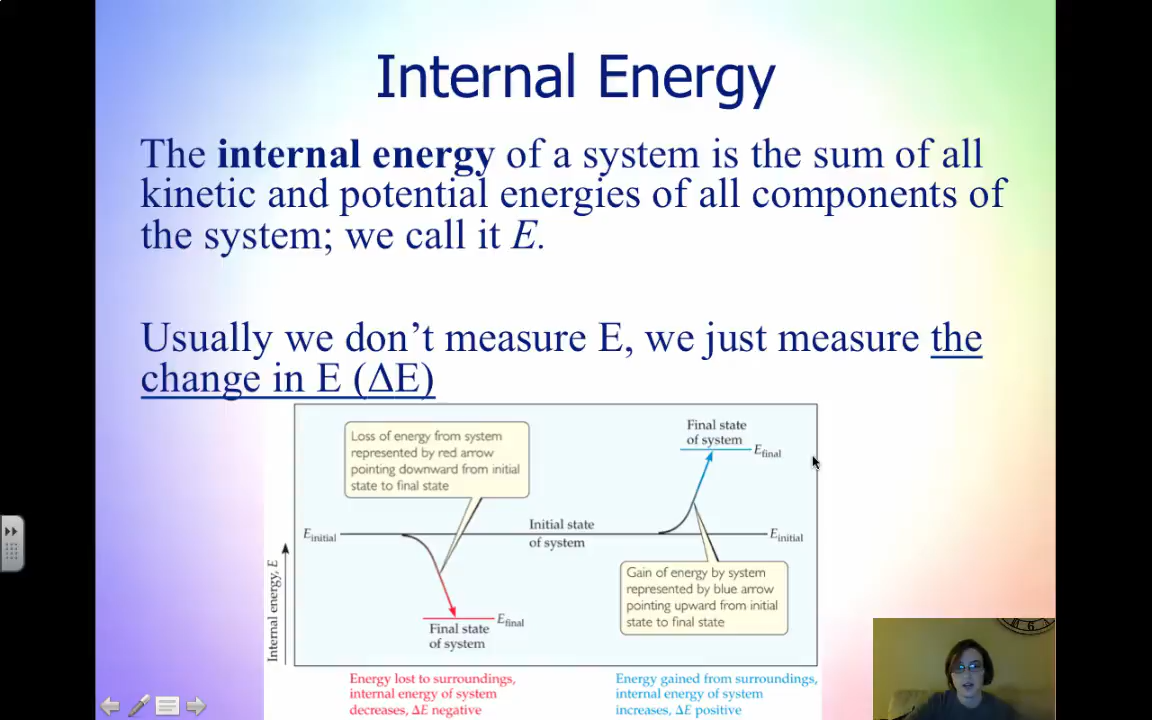 Internal Energy
The internal energy of a system is the sum of all
kinetic and potential energies of all components of
the system; we call it E.
Usually we don’t measure E, we just measure the
change in E (ΔE)
Loss of energy from system
represented by red arrow
pointing downward from initial
state to final state
Final state
of system
Efinal
Einitial
Initial state
of system
Einitial
Internal energy, E
Gain of energy by system
represented by blue arrow
pointing upward from initial
state to final state
Efinal
Final state
of system
Energy lost to surroundings,
internal energy of system
decreases, ΔE negative
Energy gained from surroundings,
internal energy of system
increases, ΔE positive
6